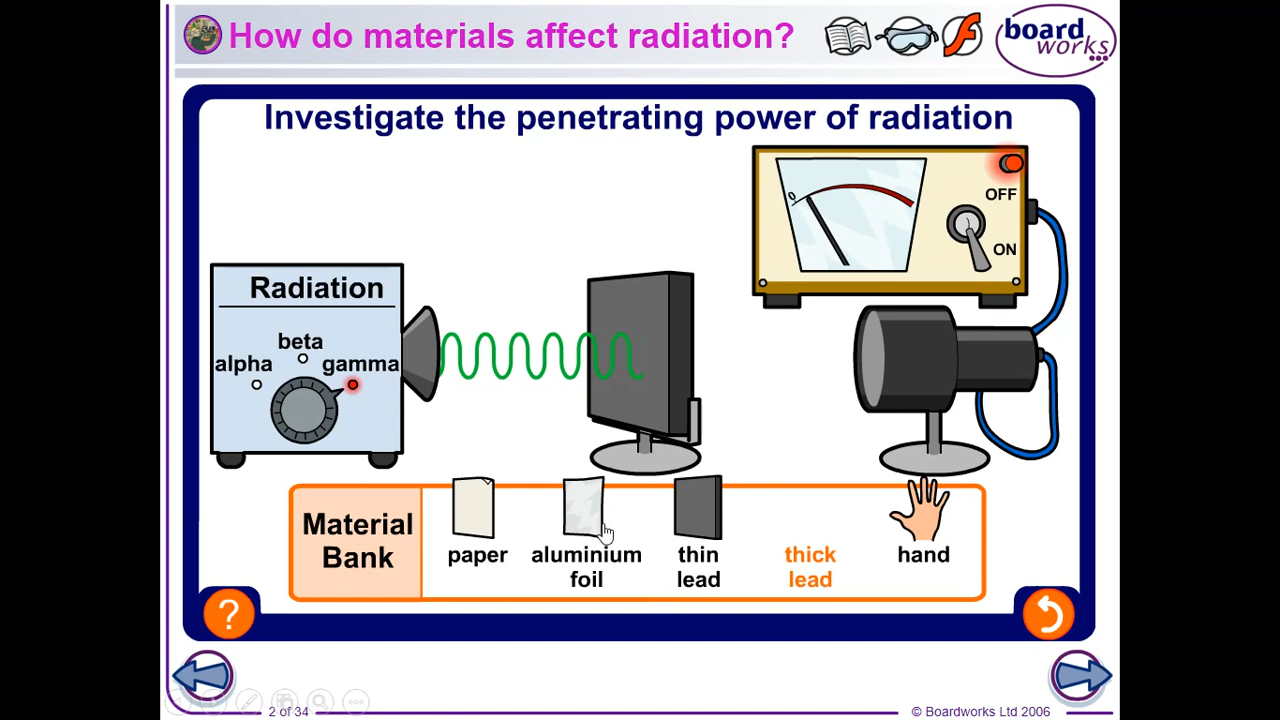 How do materials affect radiation?
board
works
Investigate the penetrating power of radiation
0
OFF
ON
Radiation
beta
alpha
gamma
Material
Bank
paper
aluminium
foil
thin
lead
thick
lead
hand
?
2 of 34
© Boardworks Ltd 2006